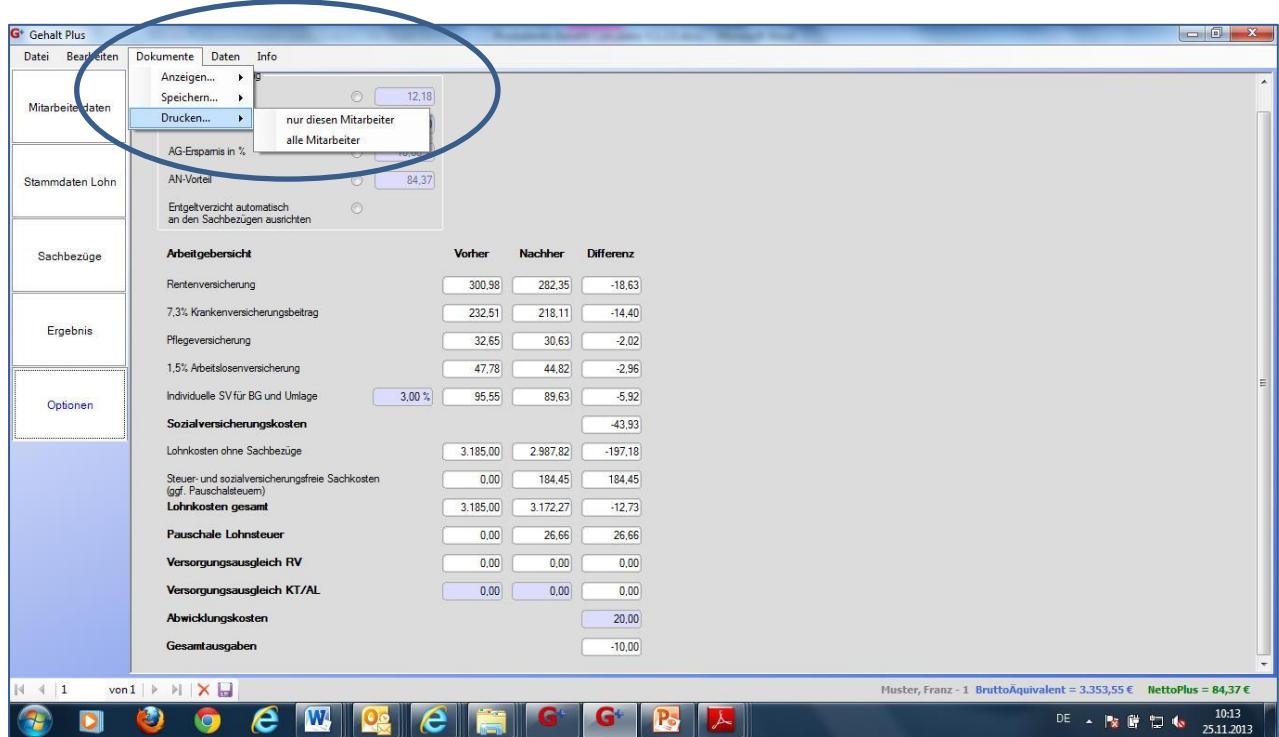 Gehalt Plus
Datei Bearbeiten Dokumente Daten Info
Anzeigen...
Speichern...
Drucken...
nur diesen Mitarbeiter
alle Mitarbeiter
Mitarbeiterdaten
Stammdaten Lohn
Sachbezüge
Ergebnis
Optionen
12,18
AG-Ersparnis in %
AN-Vorteil 84,37
Entgeltverzicht automatisch
an den Sachbezügen ausrichten
Arbeitgebersicht Vorher Nachher Differenz
Rentenversicherung 300,98 282,35 -18,63
7,3% Krankenversicherungsbeitrag 232,51 218,11 -14,40
Pflegeversicherung 32,65 30,63 -2,02
1,5% Arbeitslosenversicherung 47,78 44,82 -2,96
Individuelle SV für BG und Umlage 3,00 % 95,55 89,63 -5,92
Sozialversicherungskosten -43,93
Lohnkosten ohne Sachbezüge 3.185,00 2.987,82 -197,18
Steuer- und sozialversicherungsfreie Sachkosten 0,00 184,45 184,45
(ggf. Pauschalsteuern)
Lohnkosten gesamt 3.185,00 3.172,27 -12,73
Pauschale Lohnsteuer 0,00 26,66 26,66
Versorgungsausgleich RV 0,00 0,00 0,00
Versorgungsausgleich KT/AL 0,00 0,00 0,00
Abwicklungskosten 20,00
Gesamtausgaben -10,00
1 von 1
Muster, Franz - 1 BruttoÄquivalent = 3.353,55 € NettoPlus = 84,37 €
DE
10:13
25.11.2013